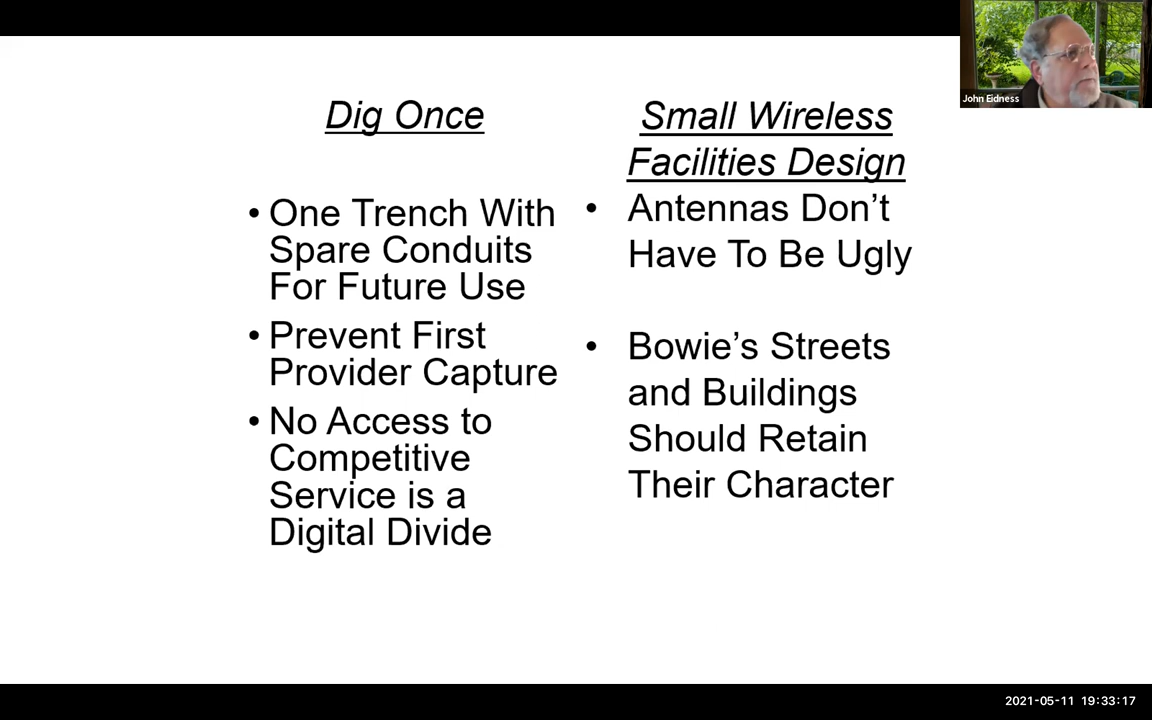 John Eidness
Dig Once
• One Trench With
Spare Conduits
For Future Use
• Prevent First
Provider Capture
• No Access to
Competitive
Service is a
Digital Divide
Small Wireless
Facilities Design
• Antennas Don’t
Have To Be Ugly
• Bowie’s Streets
and Buildings
Should Retain
Their Character
2021-05-11 19:33:17